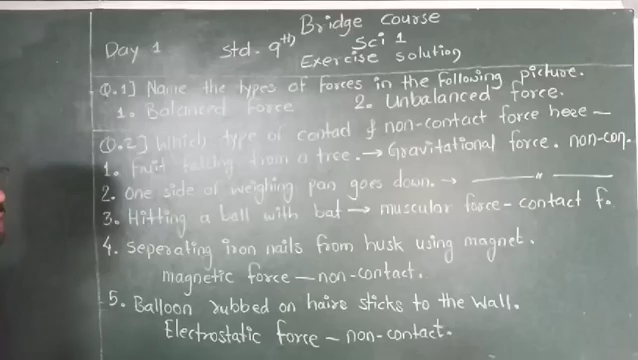 Bridge Course
Day 1 Std. 9th Sci 1
Exercise solution
Q.1] Name the types of forces in the following picture.
1. Balanced force 2. Unbalanced force.
Q.2] Which type of contact & non-contact force here –
1. Fruit falling from a tree. → Gravitational force. non-con.
2. One side of weighing pan goes down. → —— " ——
3. Hitting a ball with bat → muscular force - contact f.
4. Seperating iron nails from husk using magnet.
magnetic force – non-contact.
5. Balloon rubbed on haire sticks to the wall.
Electrostatic force – non-contact.